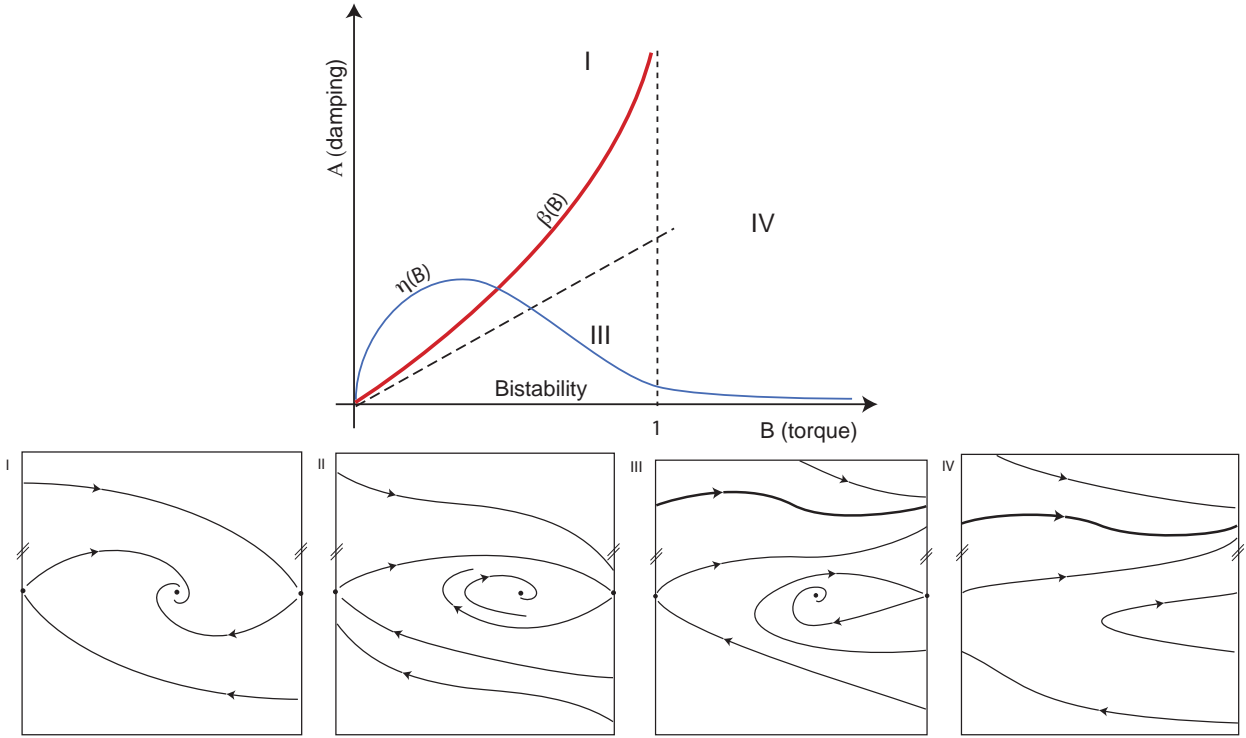 A (damping)
I
β(B)
η(B)
IV
III
Bistability
1
B (torque)
I
II
III
IV